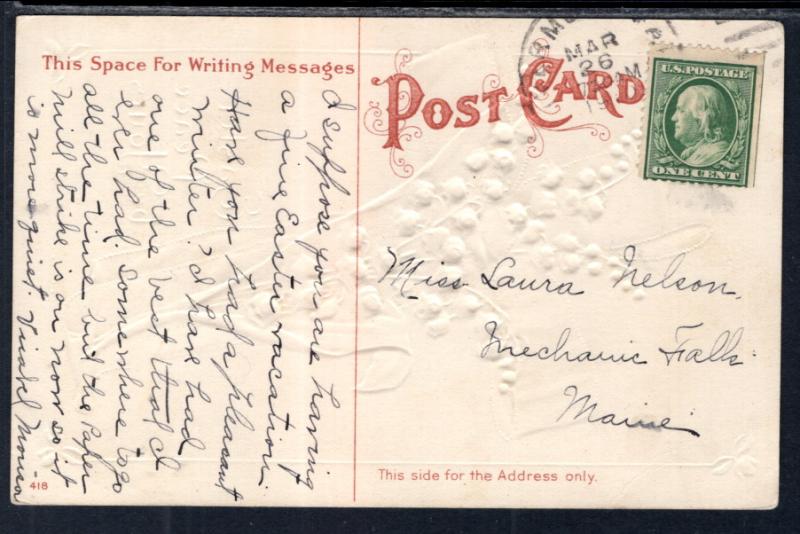 This Space For Writing Messages
POST CARD
MAR
26
AM
U.S. POSTAGE
ONE CENT
I suppose you are having
a fine Easter vacation.
Have you had a pleasant
winter. I have had
one of the best that I
ever had. Somewhere to go
all the time but the Paper
mill strike is on now so it
is more quiet.
Miss Laura Nelson,
Mechanic Falls
Maine
This side for the Address only.
418